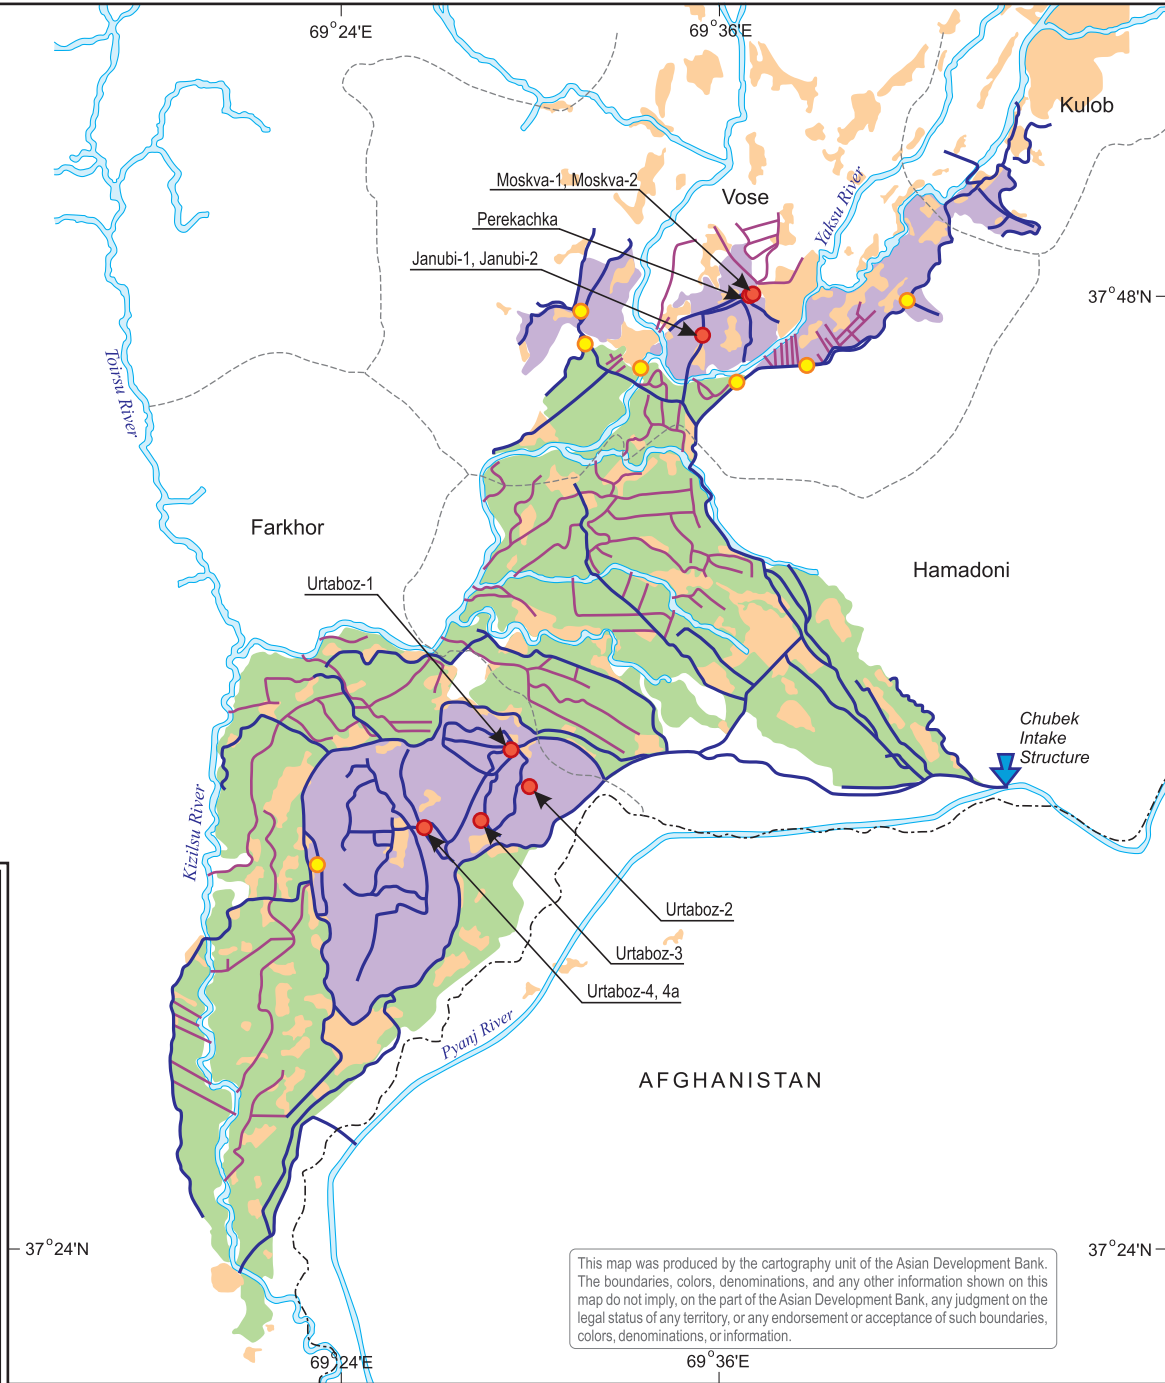 69°24'E
69°36'E
Kulob
Moskva-1, Moskva-2
Vose
Perekachka
Yaksu River
Janubi-1, Janubi-2
37°48'N
Toirsu River
Farkhor
Hamadoni
Urtaboz-1
Chubek
Intake
Structure
Kizilsu River
Urtaboz-2
Urtaboz-3
Urtaboz-4, 4a
Pyanj River
AFGHANISTAN
37°24'N
37°24'N
This map was produced by the cartography unit of the Asian Development Bank.
The boundaries, colors, denominations, and any other information shown on this
map do not imply, on the part of the Asian Development Bank, any judgment on the
legal status of any territory, or any endorsement or acceptance of such boundaries,
colors, denominations, or information.
69°24'E
69°36'E